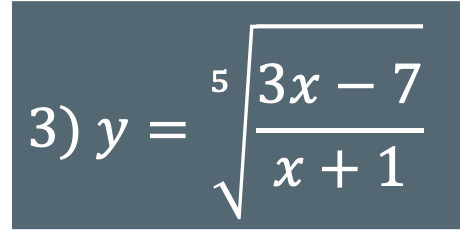 3) y = ⁵√((3x − 7)/(x + 1))